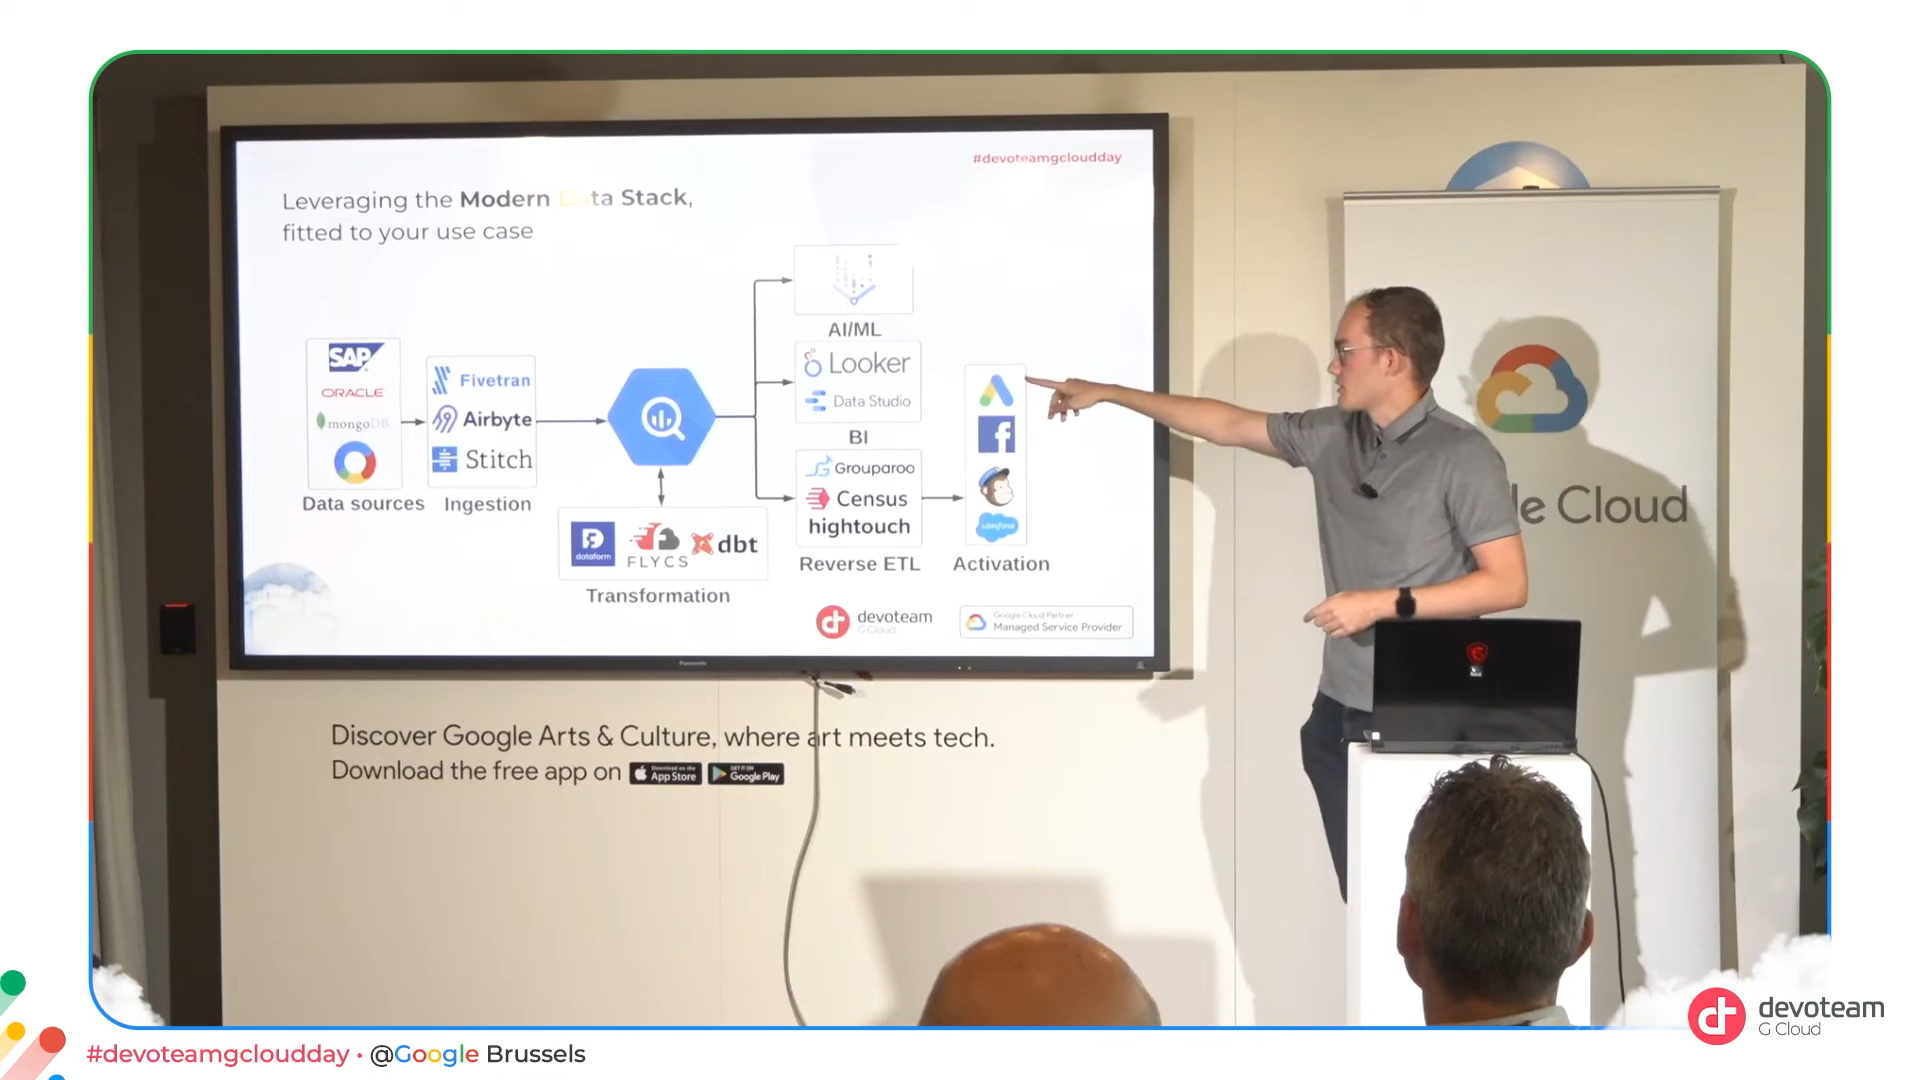 #devoteamgcloudday
Leveraging the Modern Data Stack,
fitted to your use case
SAP
ORACLE
mongoDB
Data sources
Fivetran
Airbyte
Stitch
Ingestion
dataform
FLYCS
dbt
Transformation
AI/ML
Looker
Data Studio
BI
Grouparoo
Census
hightouch
Reverse ETL
salesforce
Activation
devoteam
G Cloud
Google Cloud Partner
Managed Service Provider
Panasonic
le Cloud
Discover Google Arts & Culture, where art meets tech.
Download the free app on Download on the App Store GET IT ON Google Play
#devoteamgcloudday • @Google Brussels
devoteam
G Cloud